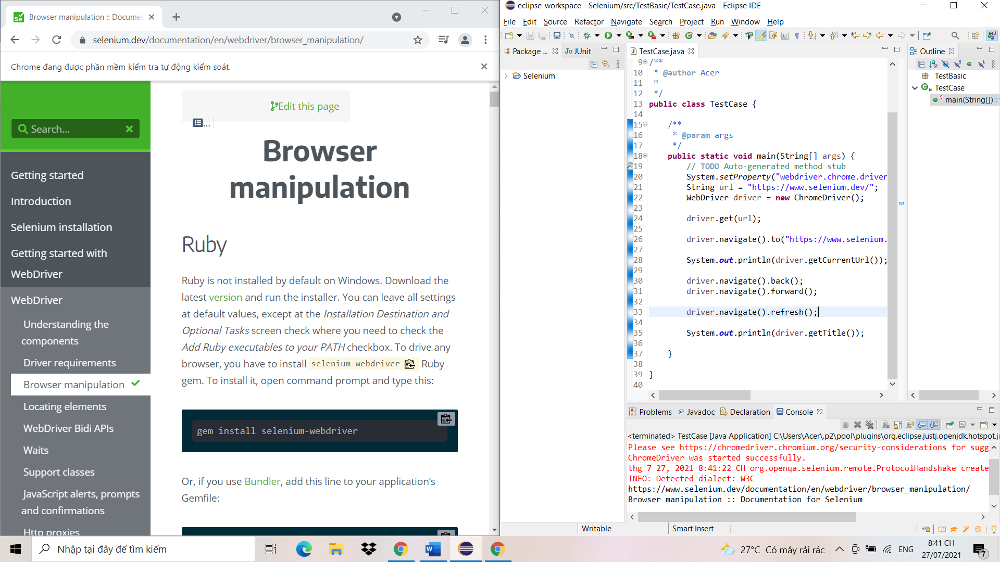 Browser manipulation :: Docume
selenium.dev/documentation/en/webdriver/browser_manipulation/
Chrome đang được phần mềm kiểm tra tự động kiểm soát.
Search...
Getting started
Introduction
Selenium installation
Getting started with
WebDriver
WebDriver
Understanding the
components
Driver requirements
Browser manipulation
Locating elements
WebDriver Bidi APIs
Waits
Support classes
JavaScript alerts, prompts
and confirmations
Http proxies
Edit this page
...
Browser
manipulation
Ruby
Ruby is not installed by default on Windows. Download the
latest version and run the installer. You can leave all settings
at default values, except at the Installation Destination and
Optional Tasks screen check where you need to check the
Add Ruby executables to your PATH checkbox. To drive any
browser, you have to install selenium-webdriver Ruby
gem. To install it, open command prompt and type this:
gem install selenium-webdriver
Or, if you use Bundler, add this line to your application's
Gemfile:
eclipse-workspace - Selenium/src/TestBasic/TestCase.java - Eclipse IDE
File Edit Source Refactor Navigate Search Project Run Window Help
Package ... JUnit
Selenium
TestCase.java
9 /**
10 * @author Acer
11 *
12 */
13 public class TestCase {
14
15 /**
16 * @param args
17 */
18 public static void main(String[] args) {
19 // TODO Auto-generated method stub
20 System.setProperty("webdriver.chrome.driver
21 String url = "https://www.selenium.dev/";
22 WebDriver driver = new ChromeDriver();
23
24 driver.get(url);
25
26 driver.navigate().to("https://www.selenium.
27
28 System.out.println(driver.getCurrentUrl());
29
30 driver.navigate().back();
31 driver.navigate().forward();
32
33 driver.navigate().refresh();
34
35 System.out.println(driver.getTitle());
36
37 }
38
39 }
40
Outline
TestBasic
TestCase
main(String[]) :
Problems @ Javadoc Declaration Console
<terminated> TestCase [Java Application] C:\Users\Acer\.p2\pool\plugins\org.eclipse.justj.openjdk.hotspot.j
Please see https://chromedriver.chromium.org/security-considerations for sugg
ChromeDriver was started successfully.
thg 7 27, 2021 8:41:22 CH org.openqa.selenium.remote.ProtocolHandshake create
INFO: Detected dialect: W3C
https://www.selenium.dev/documentation/en/webdriver/browser_manipulation/
Browser manipulation :: Documentation for Selenium
Writable Smart Insert
Nhập tại đây để tìm kiếm
27°C Có mây rải rác
ENG
8:41 CH
27/07/2021
7